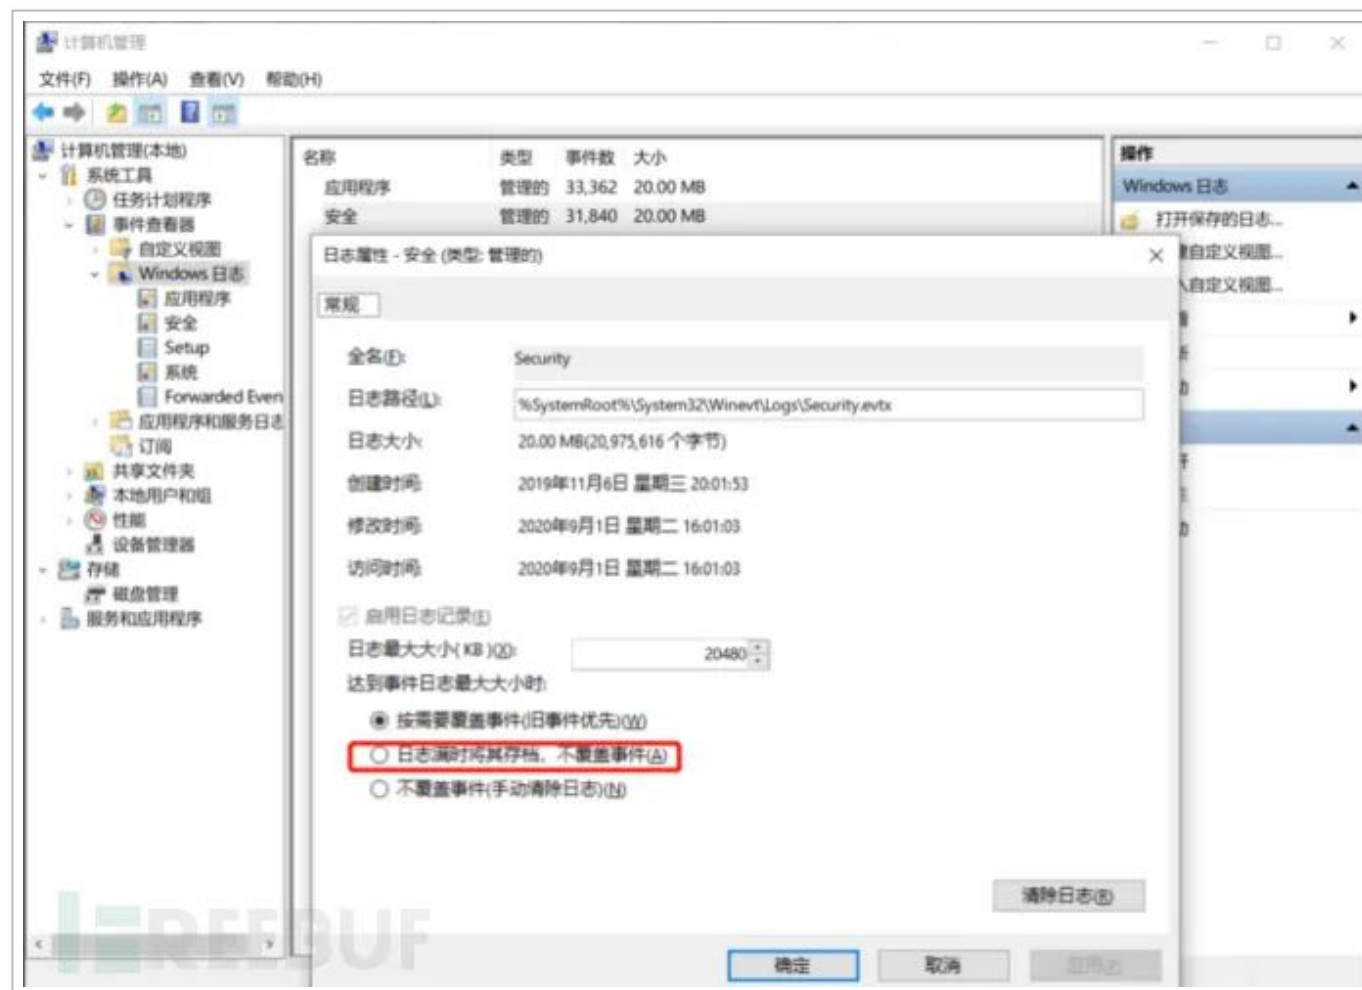 计算机管理
文件(F) 操作(A) 查看(V) 帮助(H)
计算机管理(本地)
系统工具
任务计划程序
事件查看器
自定义视图
Windows 日志
应用程序
安全
Setup
系统
Forwarded Even
应用程序和服务日志
订阅
共享文件夹
本地用户和组
性能
设备管理器
存储
磁盘管理
服务和应用程序
名称 类型 事件数 大小
应用程序 管理的 33,362 20.00 MB
安全 管理的 31,840 20.00 MB
日志属性 - 安全 (类型: 管理的)
常规
全名(F): Security
日志路径(L): %SystemRoot%\System32\Winevt\Logs\Security.evtx
日志大小: 20.00 MB(20,975,616 个字节)
创建时间: 2019年11月6日 星期三 20:01:53
修改时间: 2020年9月1日 星期二 16:01:03
访问时间: 2020年9月1日 星期二 16:01:03
启用日志记录(E)
日志最大大小( KB )(X): 20480
达到事件日志最大大小时:
按需要覆盖事件(旧事件优先)(W)
日志满时将其存档、不覆盖事件(A)
不覆盖事件(手动清除日志)(N)
清除日志(R)
确定 取消 应用(P)
操作
Windows 日志
打开保存的日志...
自定义视图...
自定义视图...
REEBUF